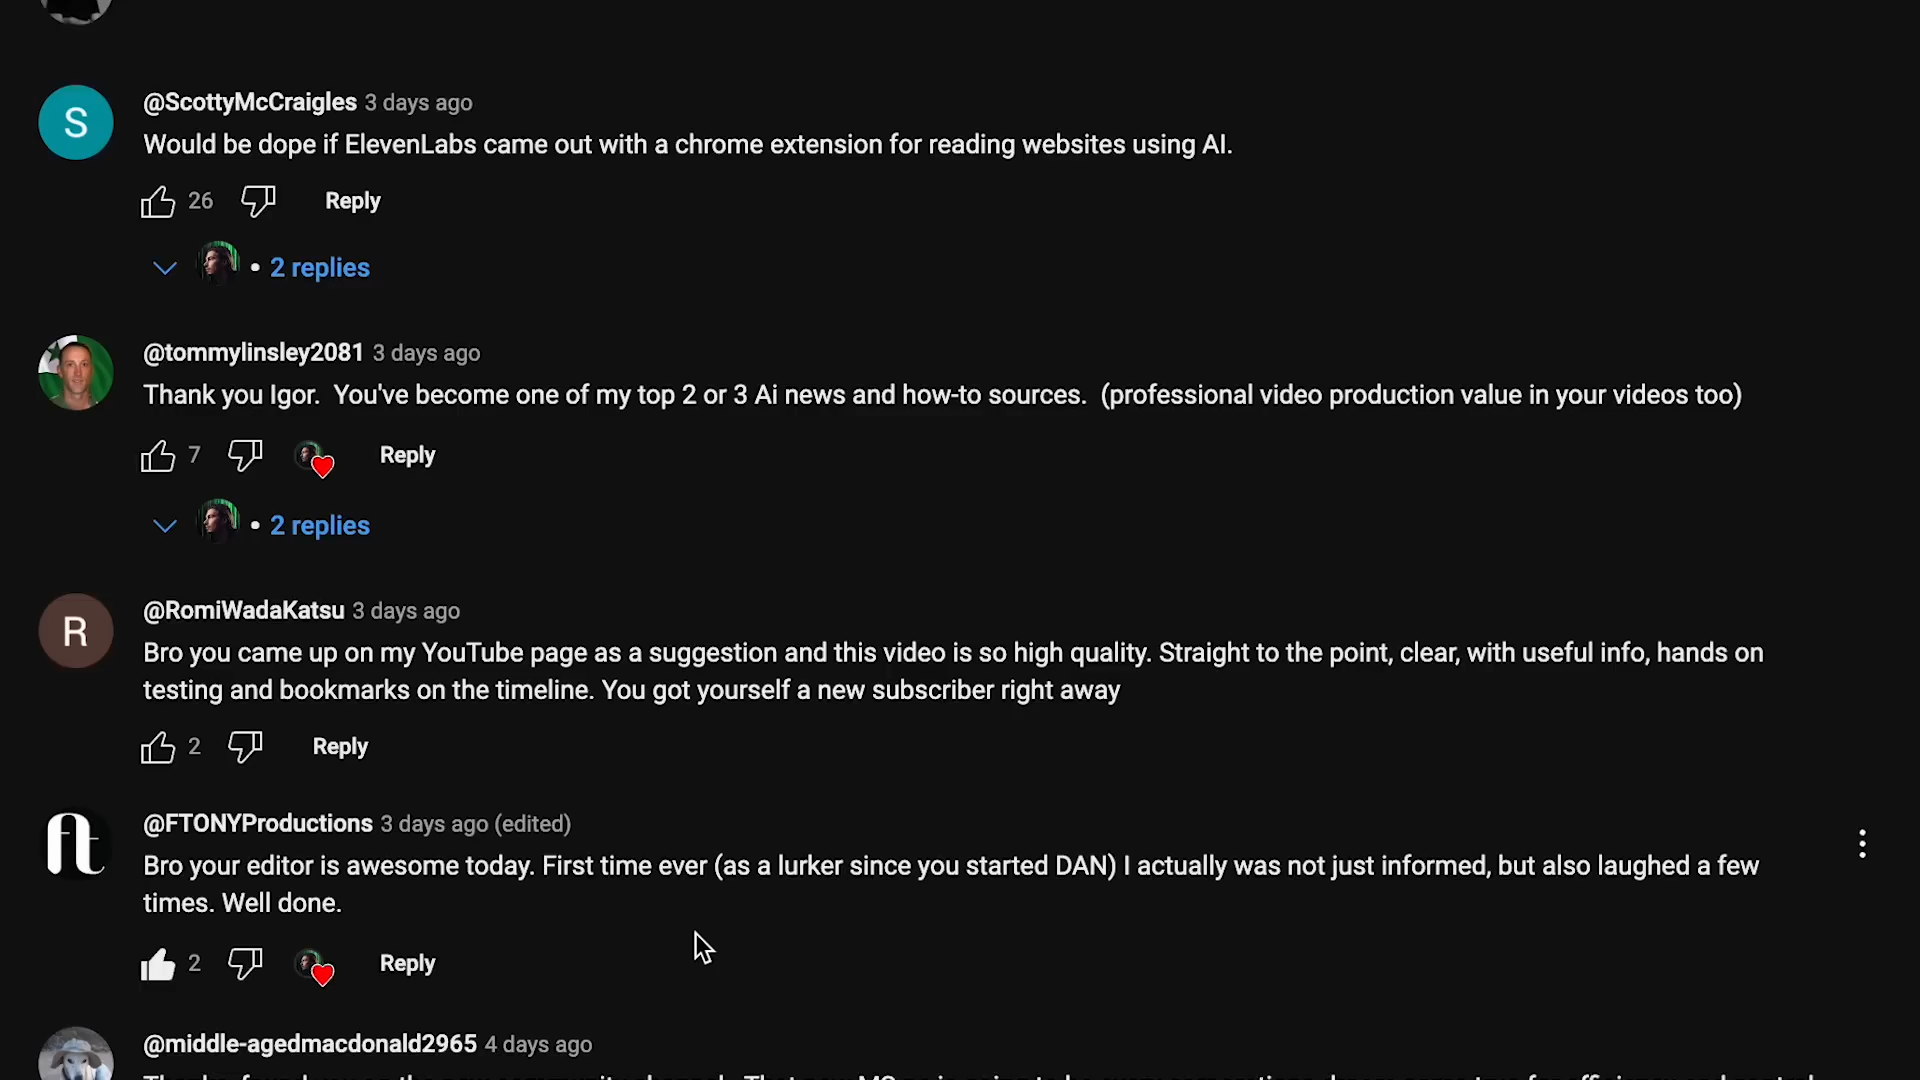 S
@ScottyMcCraigles 3 days ago
Would be dope if ElevenLabs came out with a chrome extension for reading websites using AI.
26 Reply
• 2 replies
@tommylinsley2081 3 days ago
Thank you Igor. You've become one of my top 2 or 3 Ai news and how-to sources. (professional video production value in your videos too)
7 Reply
• 2 replies
R
@RomiWadaKatsu 3 days ago
Bro you came up on my YouTube page as a suggestion and this video is so high quality. Straight to the point, clear, with useful info, hands on
testing and bookmarks on the timeline. You got yourself a new subscriber right away
2 Reply
ft
@FTONYProductions 3 days ago (edited)
Bro your editor is awesome today. First time ever (as a lurker since you started DAN) I actually was not just informed, but also laughed a few
times. Well done.
2 Reply
@middle-agedmacdonald2965 4 days ago